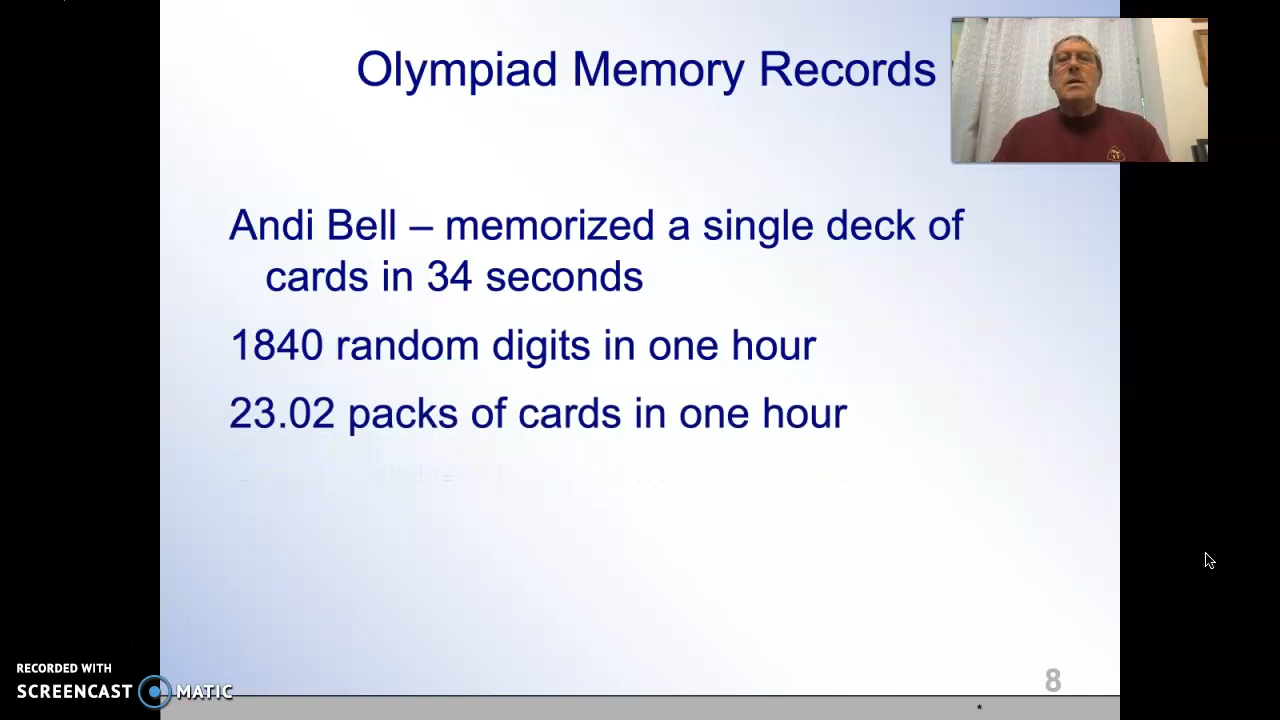 Olympiad Memory Records
Andi Bell – memorized a single deck of
cards in 34 seconds
1840 random digits in one hour
23.02 packs of cards in one hour
8
*
RECORDED WITH
SCREENCAST MATIC